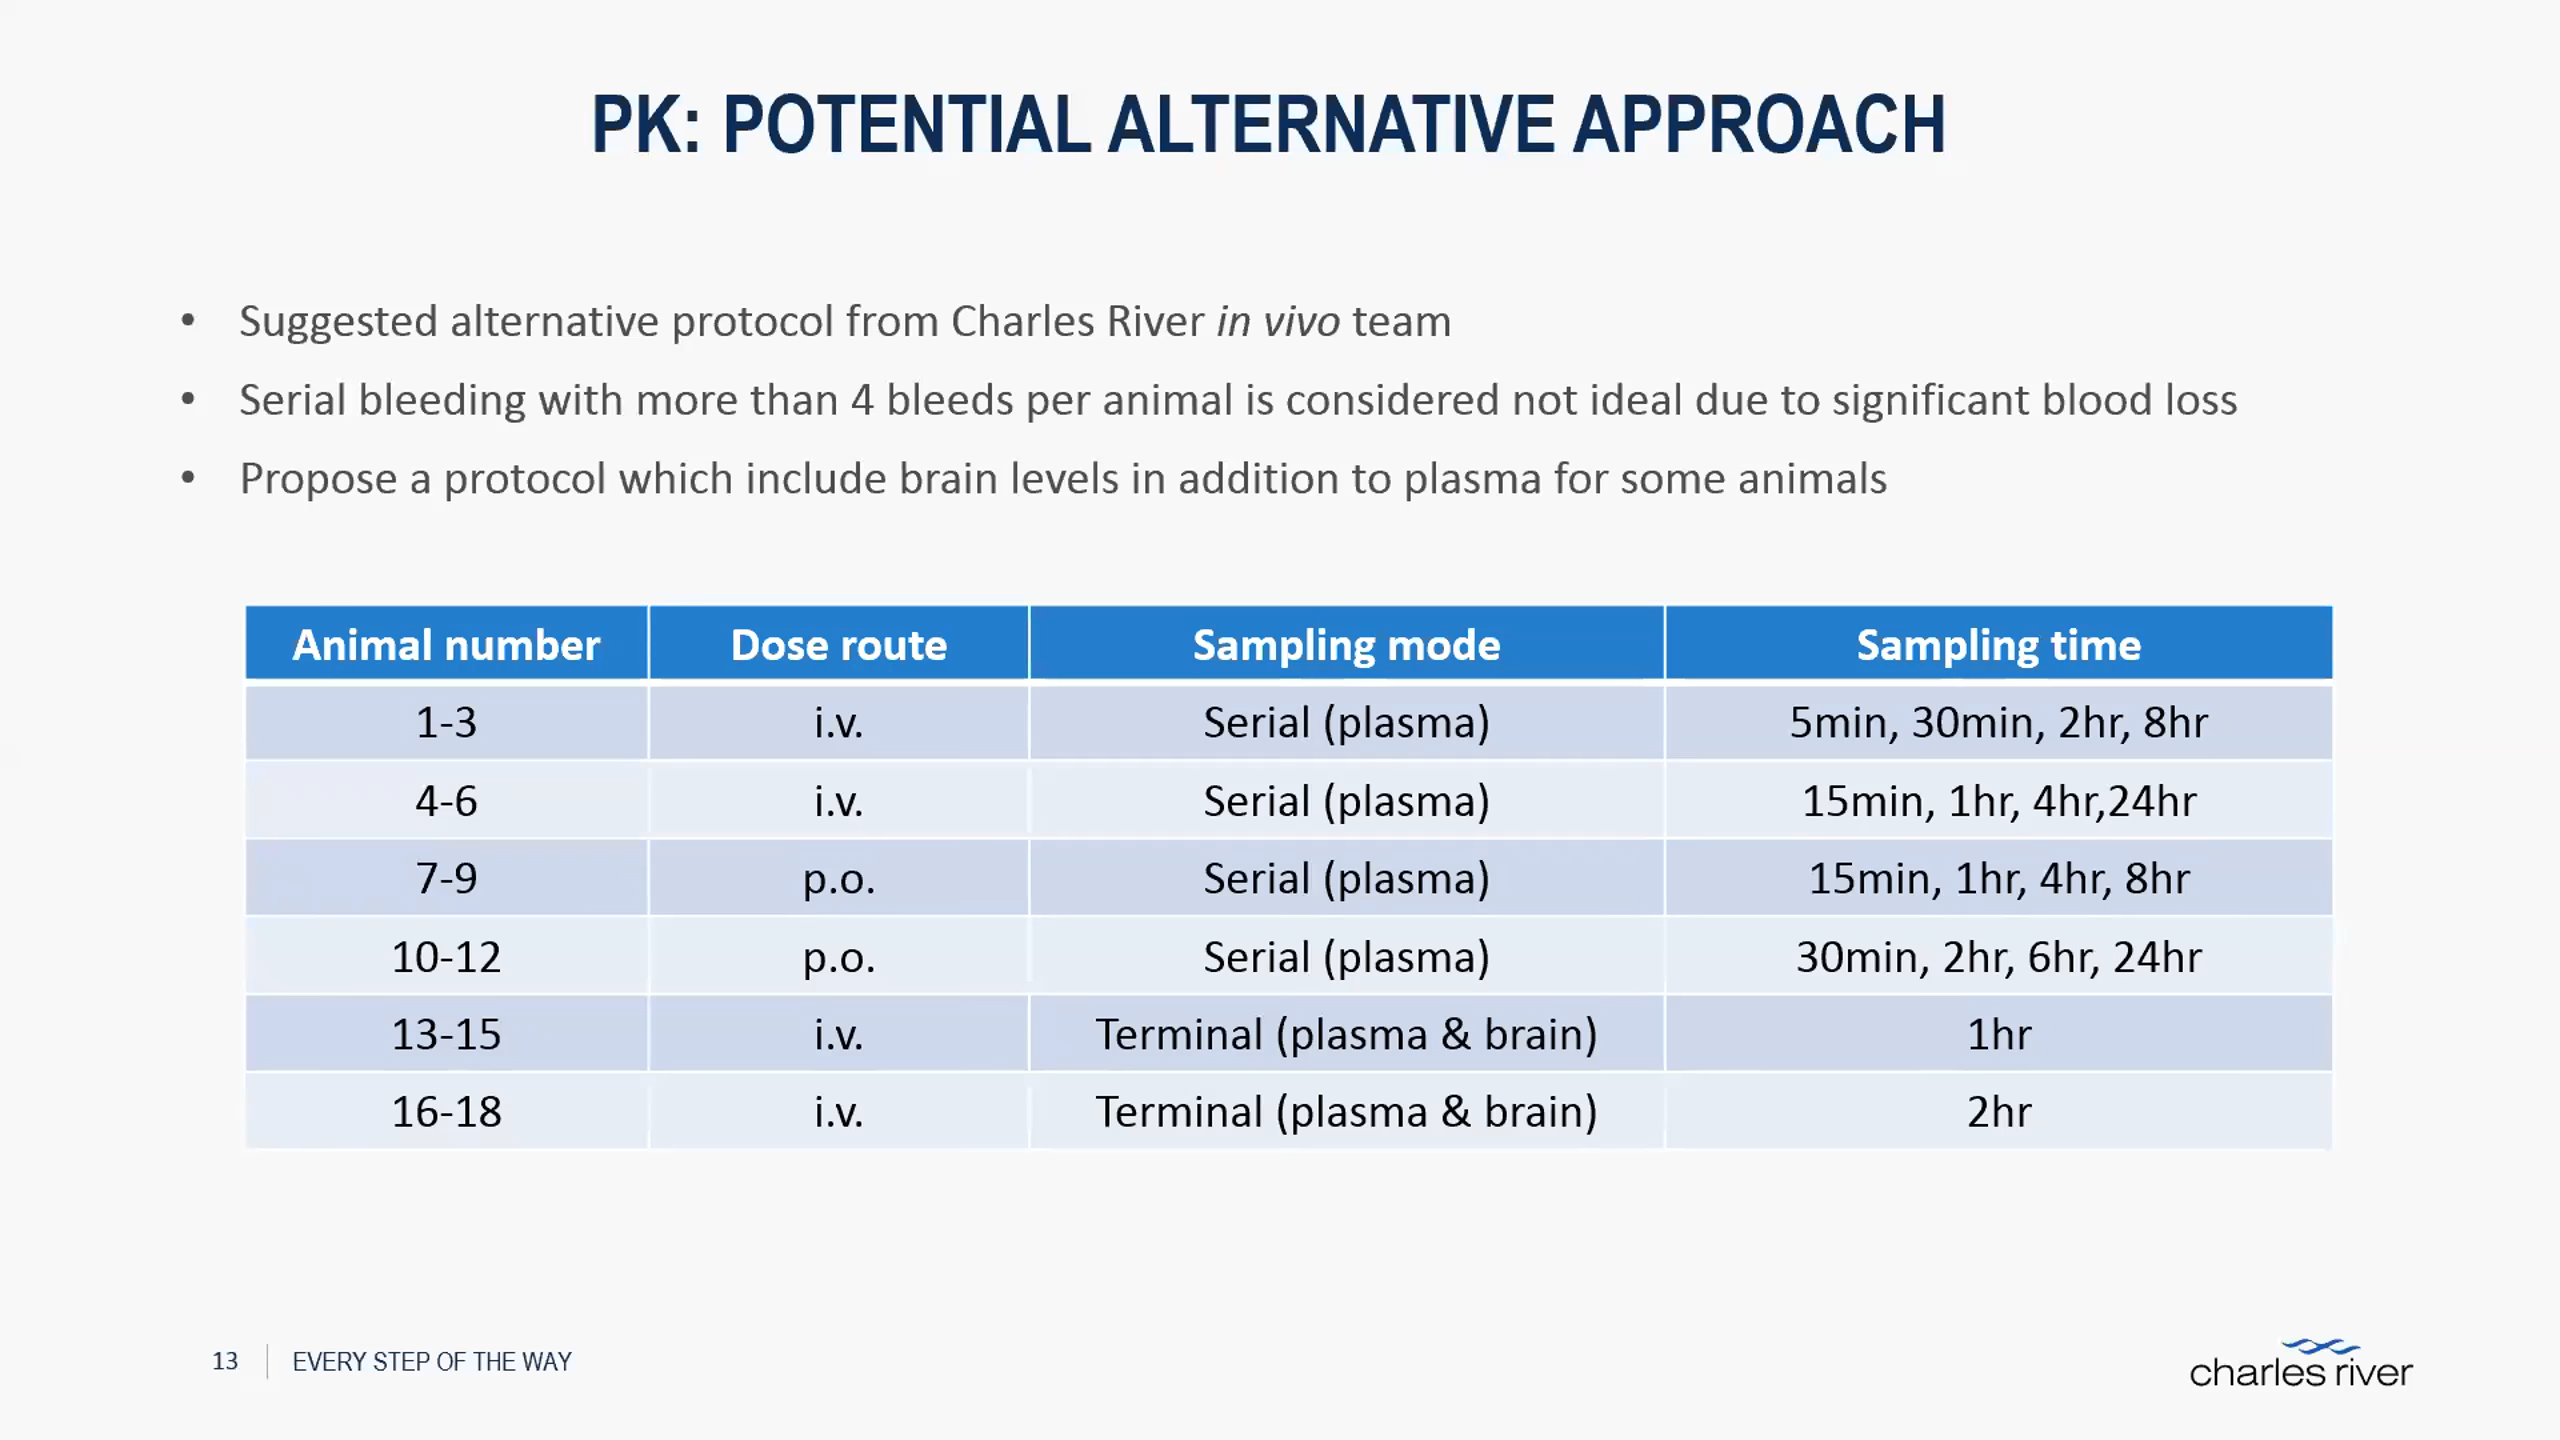 PK: POTENTIAL ALTERNATIVE APPROACH
• Suggested alternative protocol from Charles River in vivo team
• Serial bleeding with more than 4 bleeds per animal is considered not ideal due to significant blood loss
• Propose a protocol which include brain levels in addition to plasma for some animals
Animal number Dose route Sampling mode Sampling time
1-3 i.v. Serial (plasma) 5min, 30min, 2hr, 8hr
4-6 i.v. Serial (plasma) 15min, 1hr, 4hr,24hr
7-9 p.o. Serial (plasma) 15min, 1hr, 4hr, 8hr
10-12 p.o. Serial (plasma) 30min, 2hr, 6hr, 24hr
13-15 i.v. Terminal (plasma & brain) 1hr
16-18 i.v. Terminal (plasma & brain) 2hr
13 EVERY STEP OF THE WAY
charles river